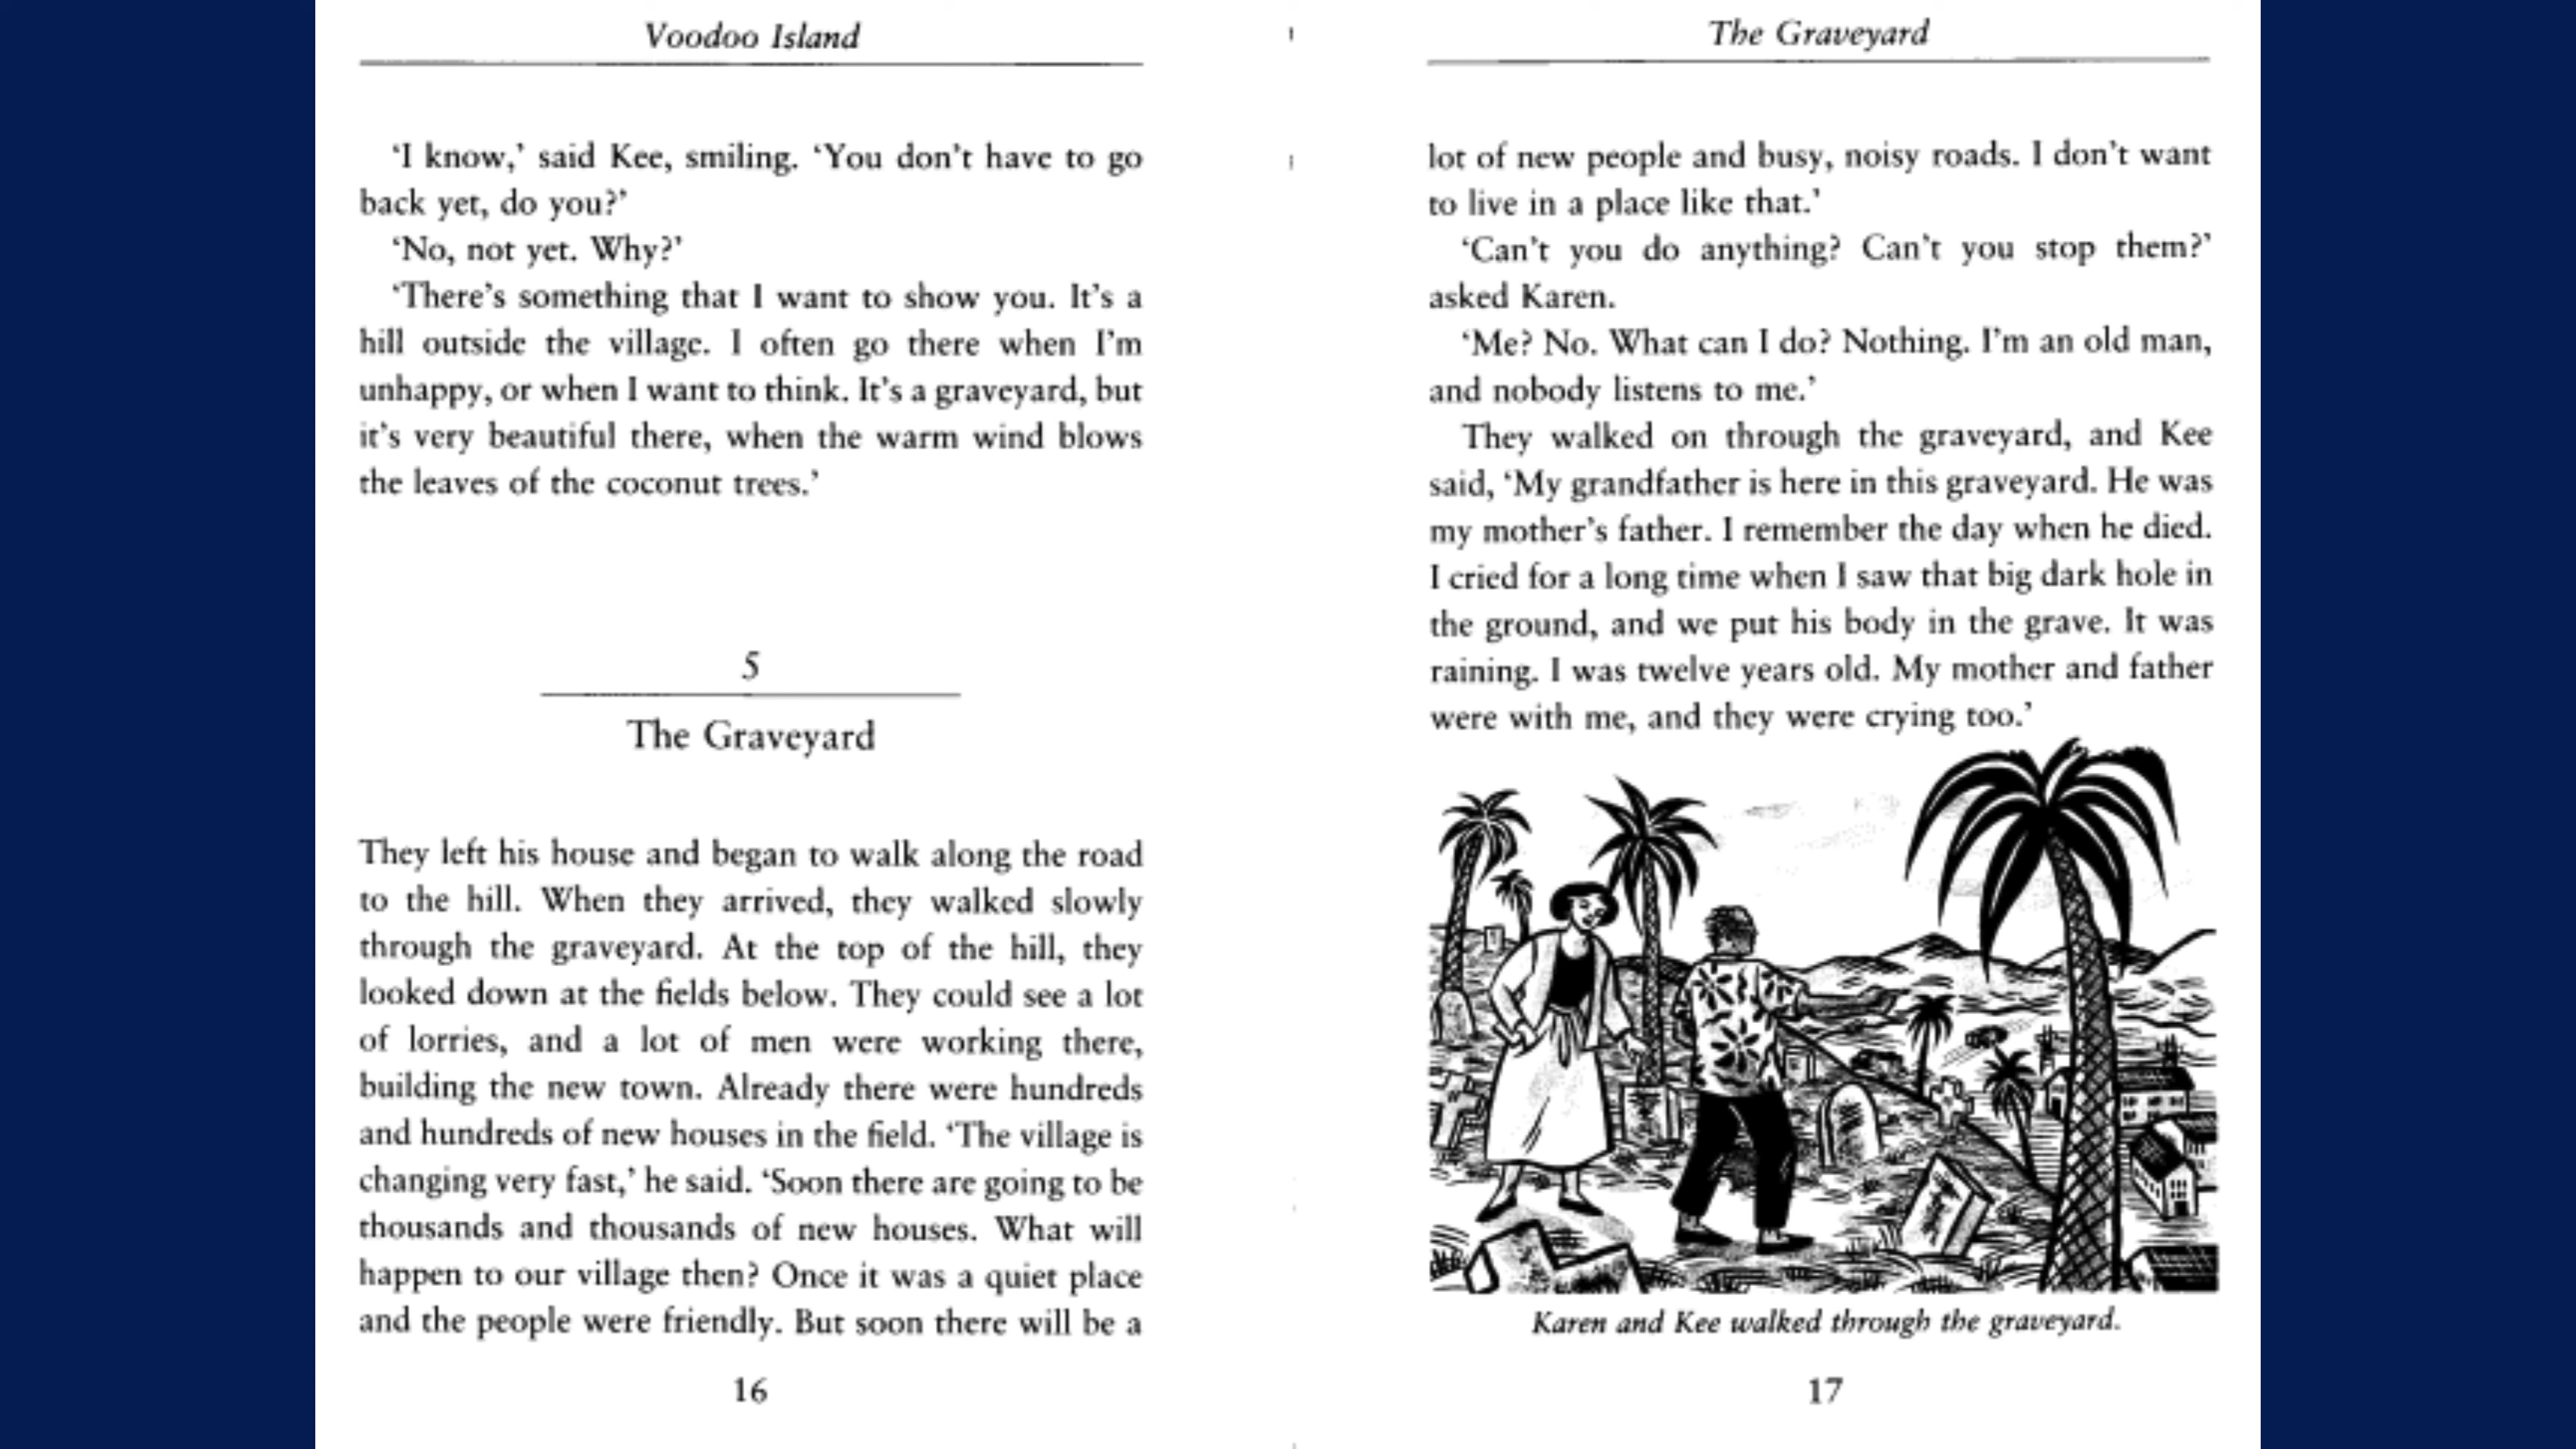 Voodoo Island
‘I know,’ said Kee, smiling. ‘You don’t have to go
back yet, do you?’
‘No, not yet. Why?’
‘There’s something that I want to show you. It’s a
hill outside the village. I often go there when I’m
unhappy, or when I want to think. It’s a graveyard, but
it’s very beautiful there, when the warm wind blows
the leaves of the coconut trees.’
5
The Graveyard
They left his house and began to walk along the road
to the hill. When they arrived, they walked slowly
through the graveyard. At the top of the hill, they
looked down at the fields below. They could see a lot
of lorries, and a lot of men were working there,
building the new town. Already there were hundreds
and hundreds of new houses in the field. ‘The village is
changing very fast,’ he said. ‘Soon there are going to be
thousands and thousands of new houses. What will
happen to our village then? Once it was a quiet place
and the people were friendly. But soon there will be a
16
The Graveyard
lot of new people and busy, noisy roads. I don’t want
to live in a place like that.’
‘Can’t you do anything? Can’t you stop them?’
asked Karen.
‘Me? No. What can I do? Nothing. I’m an old man,
and nobody listens to me.’
They walked on through the graveyard, and Kee
said, ‘My grandfather is here in this graveyard. He was
my mother’s father. I remember the day when he died.
I cried for a long time when I saw that big dark hole in
the ground, and we put his body in the grave. It was
raining. I was twelve years old. My mother and father
were with me, and they were crying too.’
Karen and Kee walked through the graveyard.
17